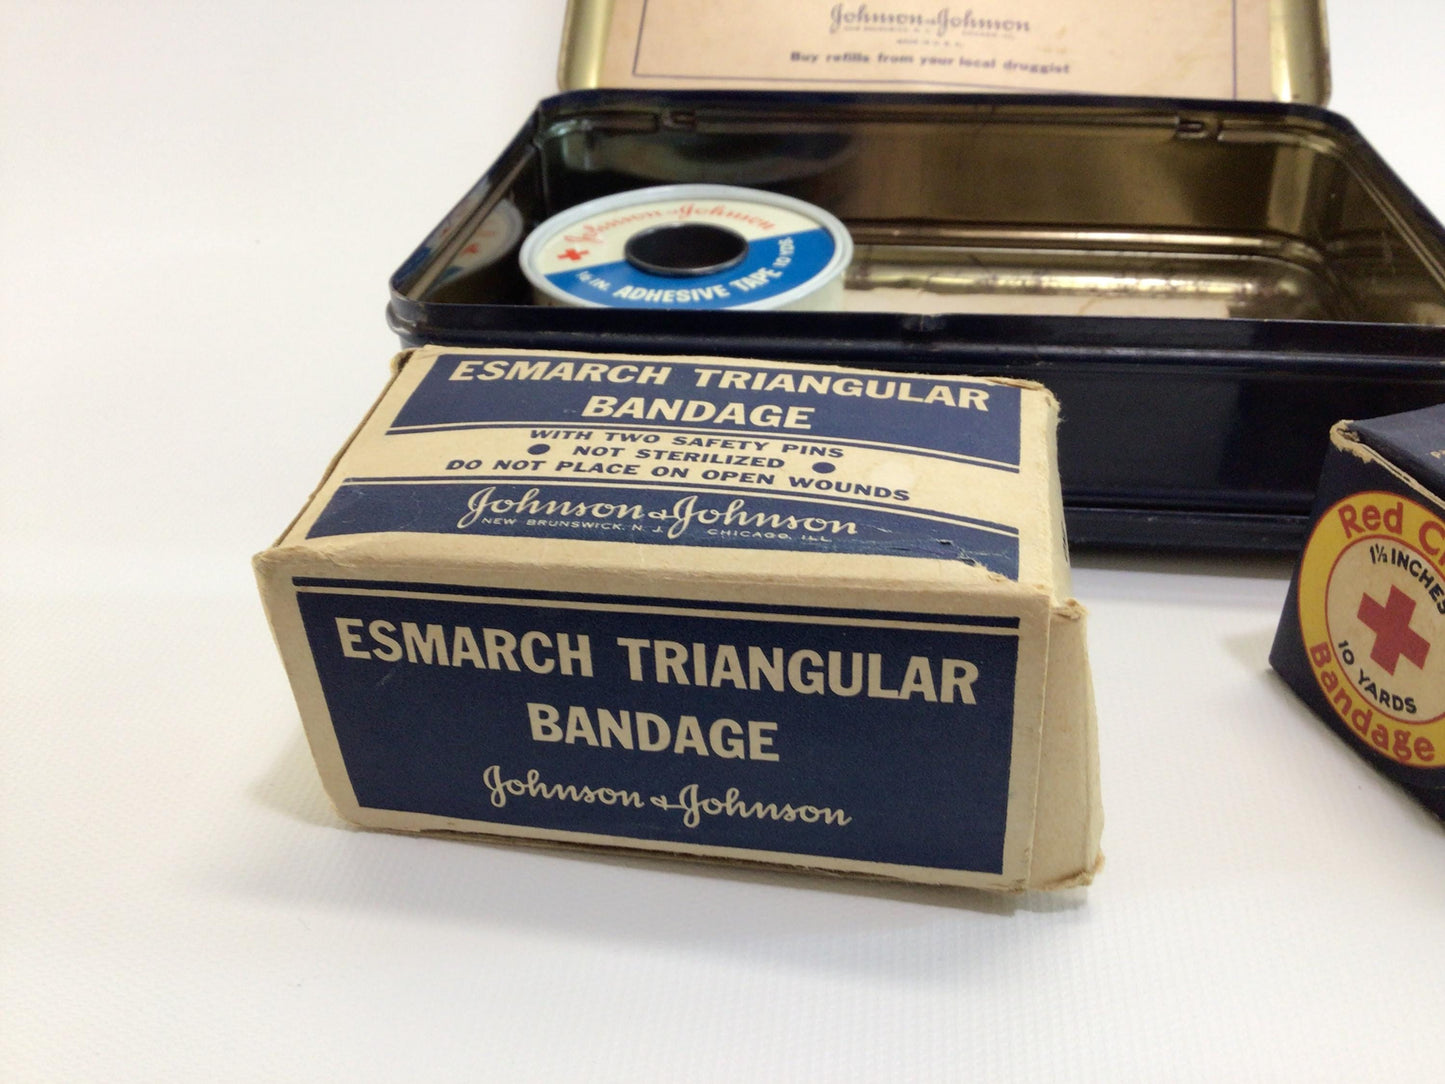 Johnson & Johnson
Buy refills from your local druggist
Johnson & Johnson
ADHESIVE TAPE 10 YDS.
ESMARCH TRIANGULAR
BANDAGE
WITH TWO SAFETY PINS
• NOT STERILIZED •
DO NOT PLACE ON OPEN WOUNDS
Johnson & Johnson
NEW BRUNSWICK, N. J. CHICAGO, ILL.
ESMARCH TRIANGULAR
BANDAGE
Johnson & Johnson
Red
1½ INCHES
10 YARDS
Bandage